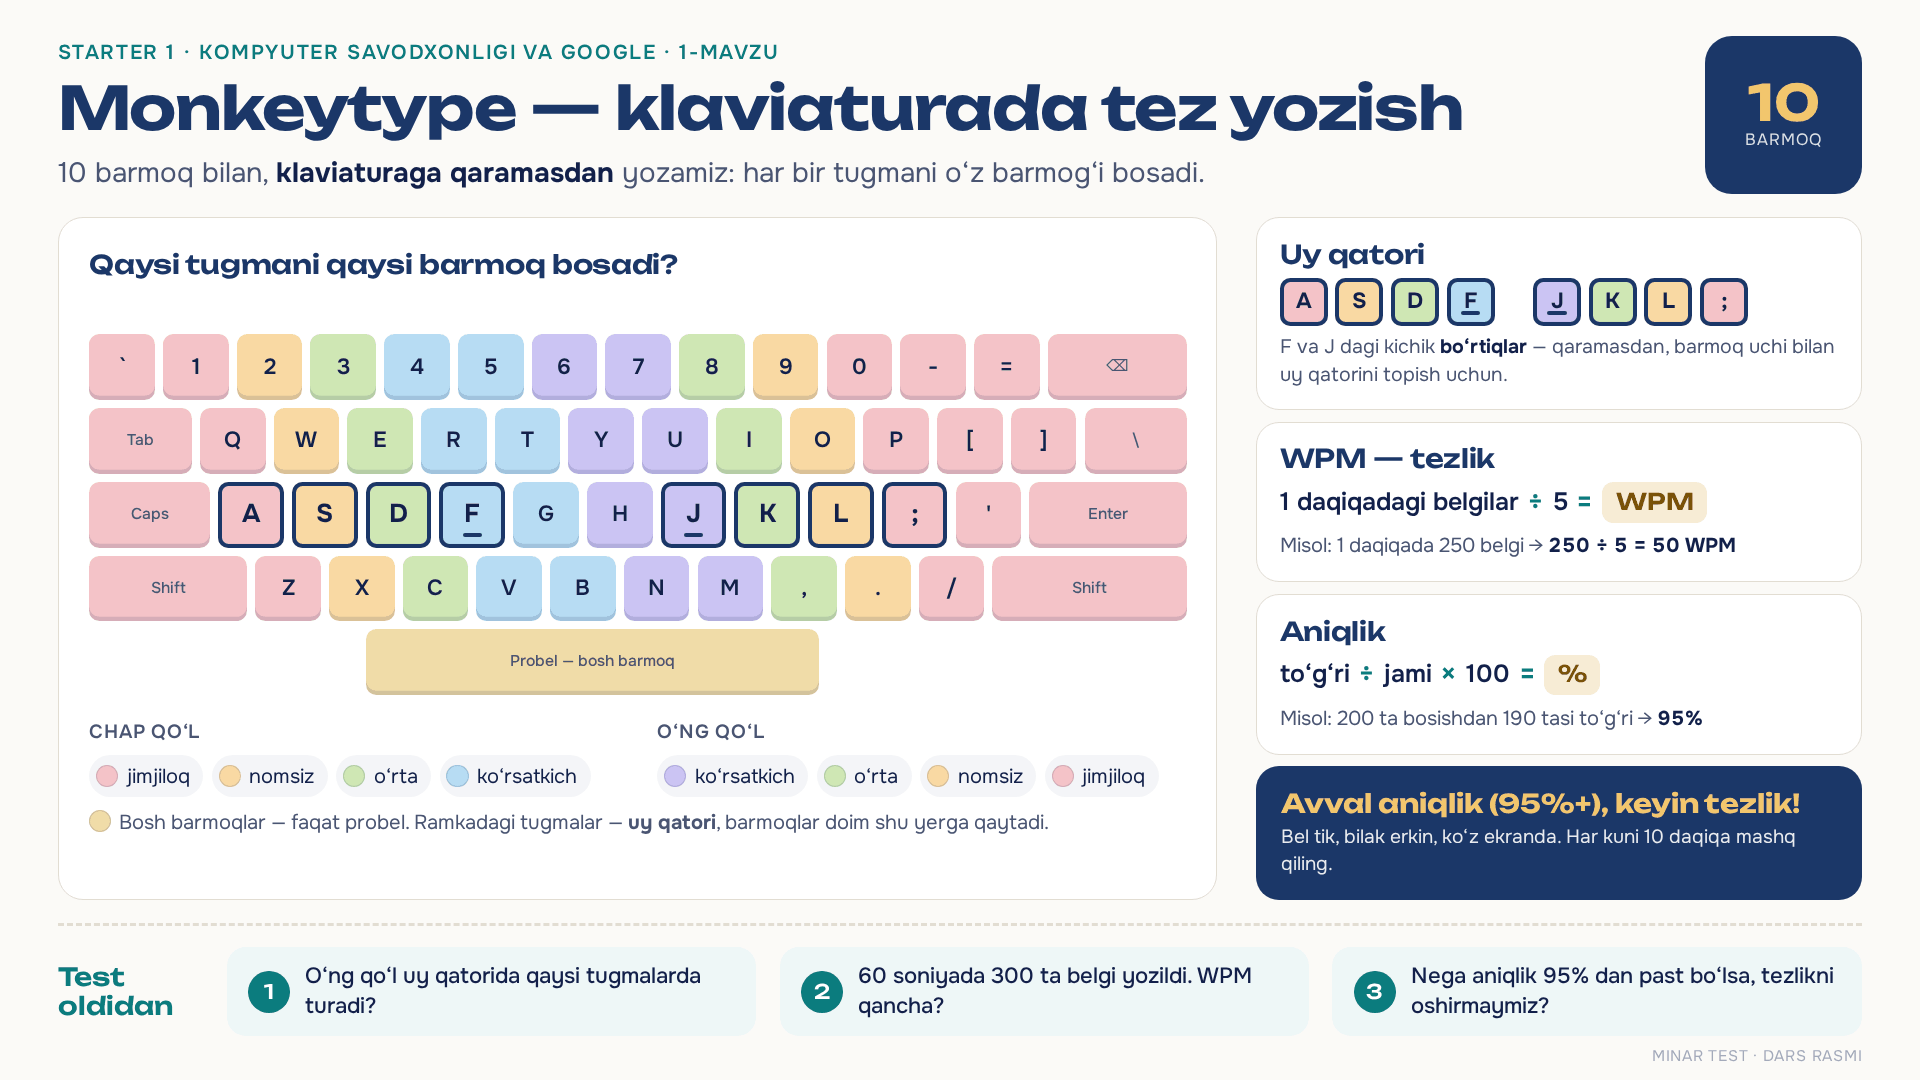 STARTER 1 · KOMPYUTER SAVODXONLIGI VA GOOGLE · 1-MAVZU
Monkeytype — klaviaturada tez yozish
10 barmoq bilan, klaviaturaga qaramasdan yozamiz: har bir tugmani o‘z barmog‘i bosadi.
10
BARMOQ
Qaysi tugmani qaysi barmoq bosadi?
` 1 2 3 4 5 6 7 8 9 0 - = ⌫
Tab Q W E R T Y U I O P [ ] \
Caps A S D F G H J K L ; ' Enter
Shift Z X C V B N M , . / Shift
Probel — bosh barmoq
CHAP QO‘L
jimjiloq nomsiz o‘rta ko‘rsatkich
O‘NG QO‘L
ko‘rsatkich o‘rta nomsiz jimjiloq
Bosh barmoqlar — faqat probel. Ramkadagi tugmalar — uy qatori, barmoqlar doim shu yerga qaytadi.
Uy qatori
A S D F J K L ;
F va J dagi kichik bo‘rtiqlar — qaramasdan, barmoq uchi bilan
uy qatorini topish uchun.
WPM — tezlik
1 daqiqadagi belgilar ÷ 5 = WPM
Misol: 1 daqiqada 250 belgi → 250 ÷ 5 = 50 WPM
Aniqlik
to‘g‘ri ÷ jami × 100 = %
Misol: 200 ta bosishdan 190 tasi to‘g‘ri → 95%
Avval aniqlik (95%+), keyin tezlik!
Bel tik, bilak erkin, ko‘z ekranda. Har kuni 10 daqiqa mashq
qiling.
Test
oldidan
1
O‘ng qo‘l uy qatorida qaysi tugmalarda
turadi?
2
60 soniyada 300 ta belgi yozildi. WPM
qancha?
3
Nega aniqlik 95% dan past bo‘lsa, tezlikni
oshirmaymiz?
MINAR TEST · DARS RASMI